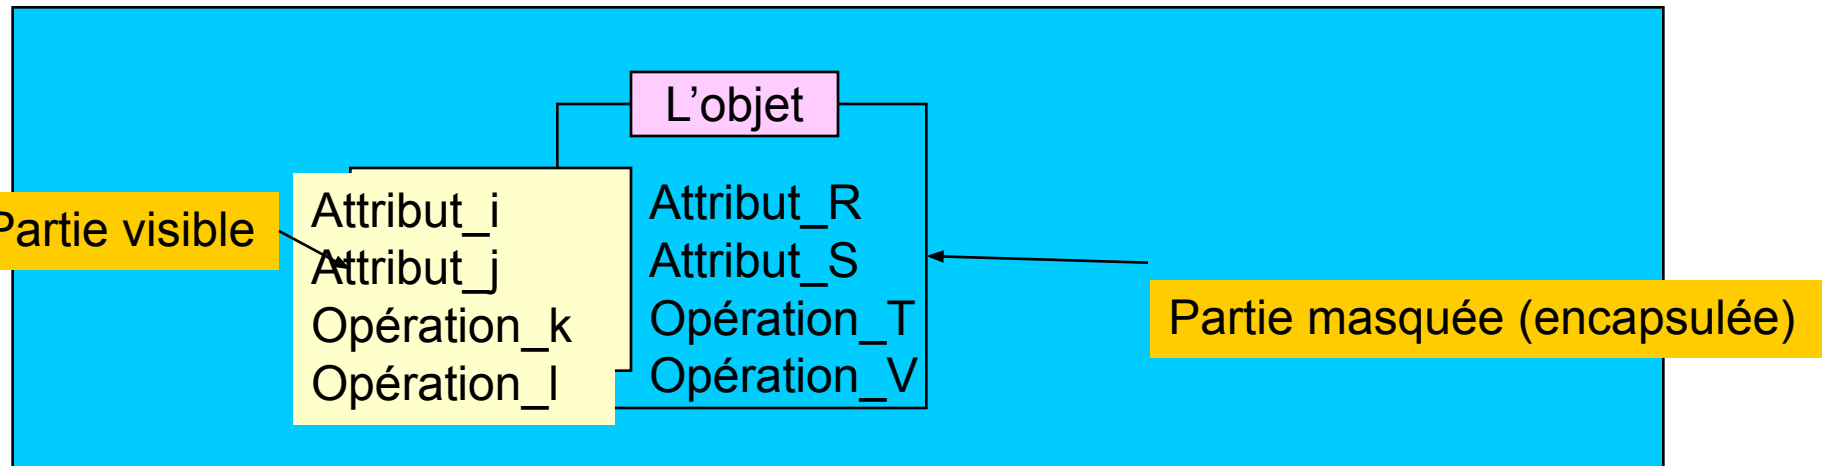 L'objet
Partie visible
Attribut_i
Attribut_j
Opération_k
Opération_l
Attribut_R
Attribut_S
Opération_T
Opération_V
Partie masquée (encapsulée)